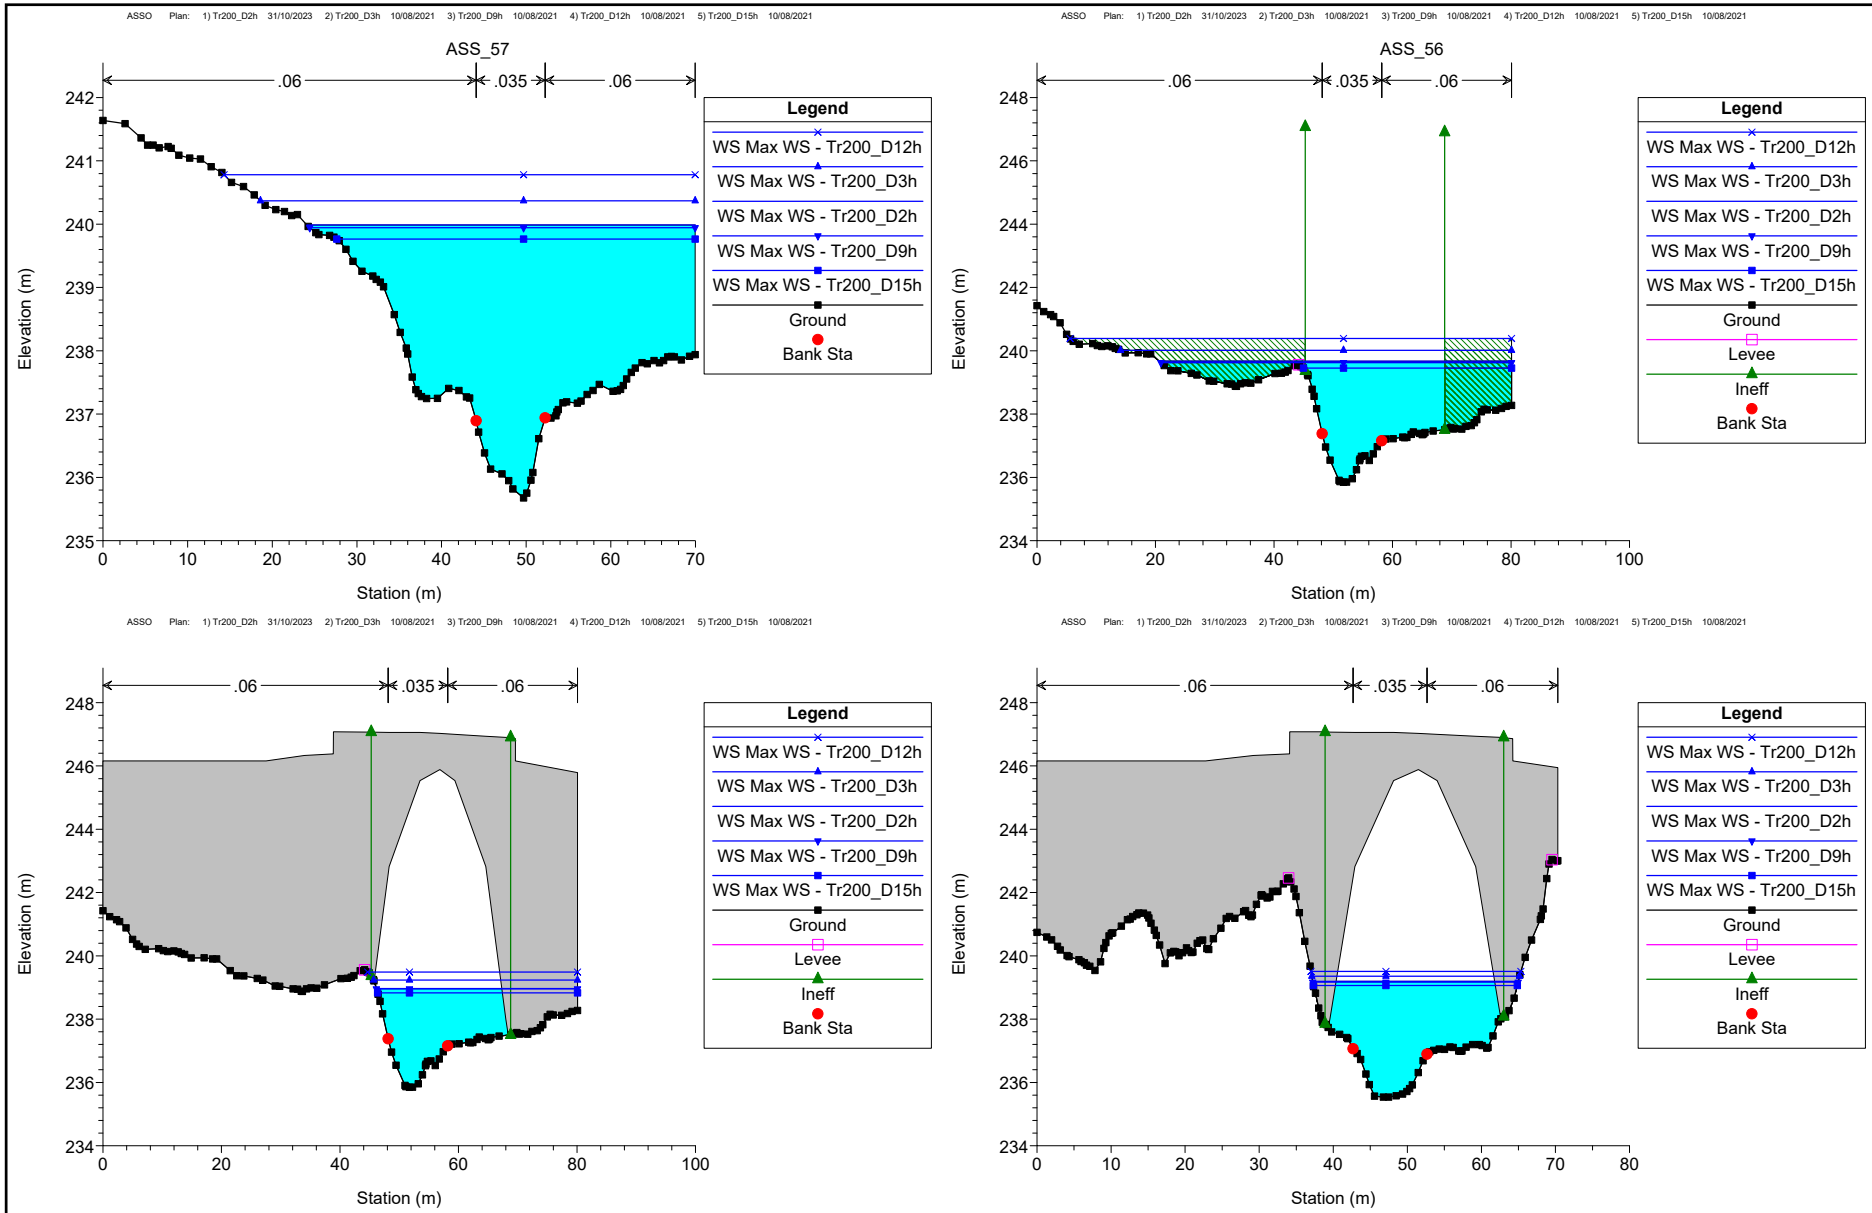 ASSO Plan: 1) Tr200_D2h 31/10/2023 2) Tr200_D3h 10/08/2021 3) Tr200_D9h 10/08/2021 4) Tr200_D12h 10/08/2021 5) Tr200_D15h 10/08/2021
ASS_57
.06 .035 .06
242
241
240
239
238
237
236
235
Elevation (m)
0 10 20 30 40 50 60 70
Station (m)
Legend
WS Max WS - Tr200_D12h
WS Max WS - Tr200_D3h
WS Max WS - Tr200_D2h
WS Max WS - Tr200_D9h
WS Max WS - Tr200_D15h
Ground
Bank Sta
ASSO Plan: 1) Tr200_D2h 31/10/2023 2) Tr200_D3h 10/08/2021 3) Tr200_D9h 10/08/2021 4) Tr200_D12h 10/08/2021 5) Tr200_D15h 10/08/2021
ASS_56
.06 .035 .06
248
246
244
242
240
238
236
234
Elevation (m)
0 20 40 60 80 100
Station (m)
Legend
WS Max WS - Tr200_D12h
WS Max WS - Tr200_D3h
WS Max WS - Tr200_D2h
WS Max WS - Tr200_D9h
WS Max WS - Tr200_D15h
Ground
Levee
Ineff
Bank Sta
ASSO Plan: 1) Tr200_D2h 31/10/2023 2) Tr200_D3h 10/08/2021 3) Tr200_D9h 10/08/2021 4) Tr200_D12h 10/08/2021 5) Tr200_D15h 10/08/2021
.06 .035 .06
248
246
244
242
240
238
236
234
Elevation (m)
0 20 40 60 80 100
Station (m)
Legend
WS Max WS - Tr200_D12h
WS Max WS - Tr200_D3h
WS Max WS - Tr200_D2h
WS Max WS - Tr200_D9h
WS Max WS - Tr200_D15h
Ground
Levee
Ineff
Bank Sta
ASSO Plan: 1) Tr200_D2h 31/10/2023 2) Tr200_D3h 10/08/2021 3) Tr200_D9h 10/08/2021 4) Tr200_D12h 10/08/2021 5) Tr200_D15h 10/08/2021
.06 .035 .06
248
246
244
242
240
238
236
234
Elevation (m)
0 10 20 30 40 50 60 70 80
Station (m)
Legend
WS Max WS - Tr200_D12h
WS Max WS - Tr200_D3h
WS Max WS - Tr200_D2h
WS Max WS - Tr200_D9h
WS Max WS - Tr200_D15h
Ground
Levee
Ineff
Bank Sta